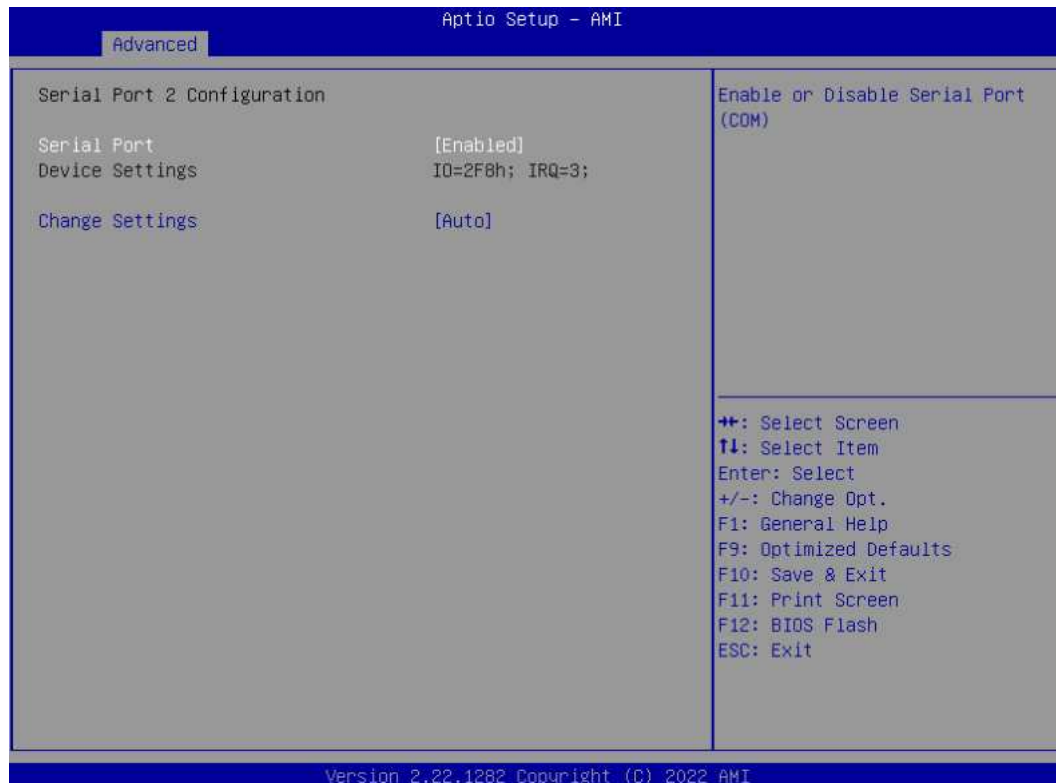 Aptio Setup – AMI
Advanced
Serial Port 2 Configuration
Serial Port [Enabled]
Device Settings IO=2F8h; IRQ=3;
Change Settings [Auto]
Enable or Disable Serial Port
(COM)
→←: Select Screen
↑↓: Select Item
Enter: Select
+/-: Change Opt.
F1: General Help
F9: Optimized Defaults
F10: Save & Exit
F11: Print Screen
F12: BIOS Flash
ESC: Exit
Version 2.22.1282 Copyright (C) 2022 AMI